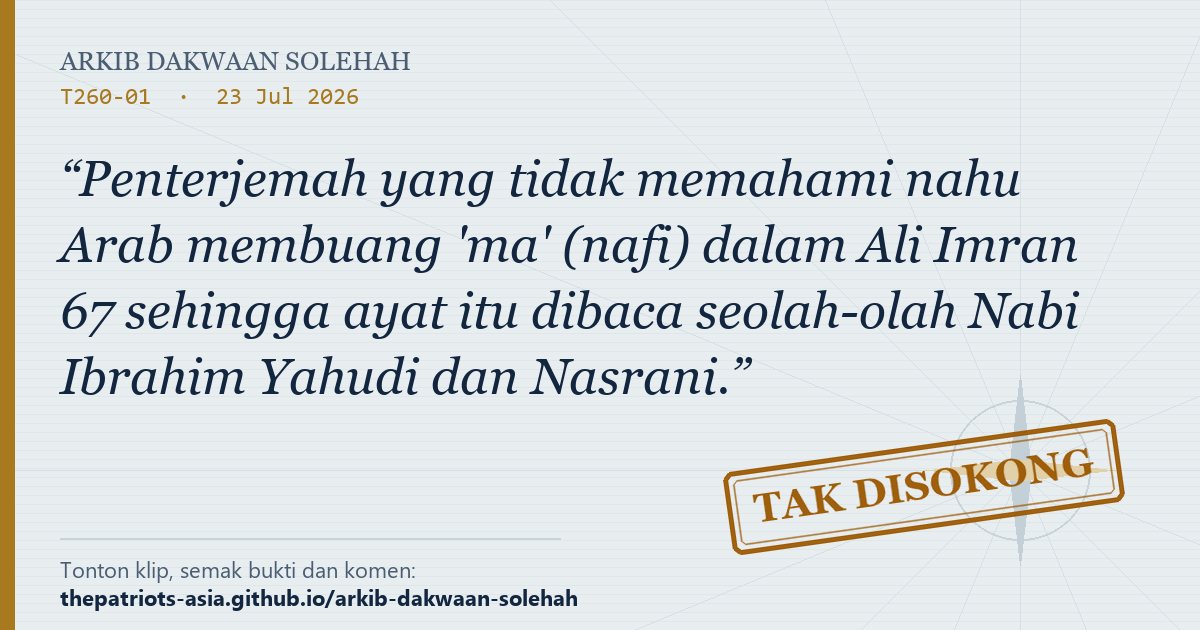 ARKIB DAKWAAN SOLEHAH
T260-01 · 23 Jul 2026
“Penterjemah yang tidak memahami nahu
Arab membuang 'ma' (nafi) dalam Ali Imran
67 sehingga ayat itu dibaca seolah-olah Nabi
Ibrahim Yahudi dan Nasrani.”
TAK DISOKONG
Tonton klip, semak bukti dan komen:
thepatriots-asia.github.io/arkib-dakwaan-solehah